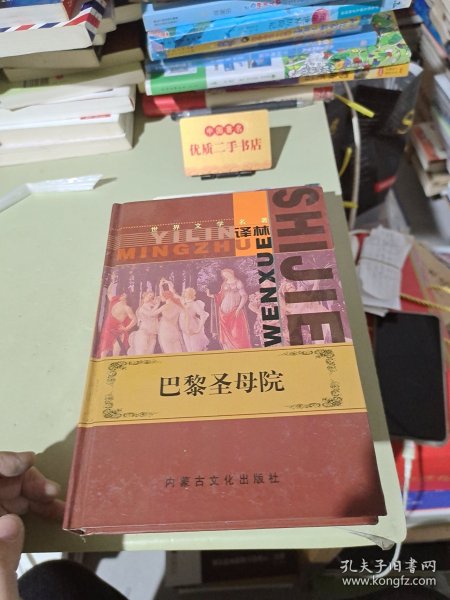 中国著名
优质二手书店
世界文学名著
YILIN
译林
MINGZHU
WENXUE
SHIJIE
巴黎圣母院
内蒙古文化出版社
孔夫子旧书网
www.kongfz.com